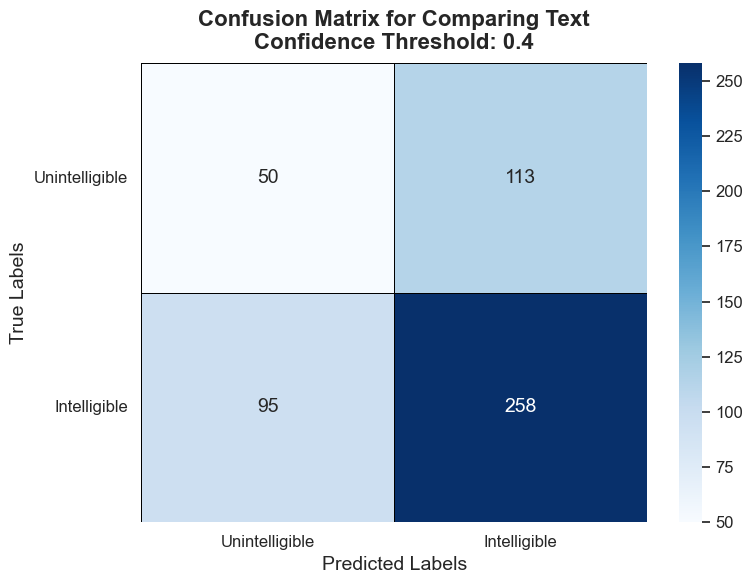 Confusion Matrix for Comparing Text
Confidence Threshold: 0.4
True Labels
Unintelligible
50
113
Intelligible
95
258
Unintelligible
Intelligible
Predicted Labels
250
225
200
175
150
125
100
75
50